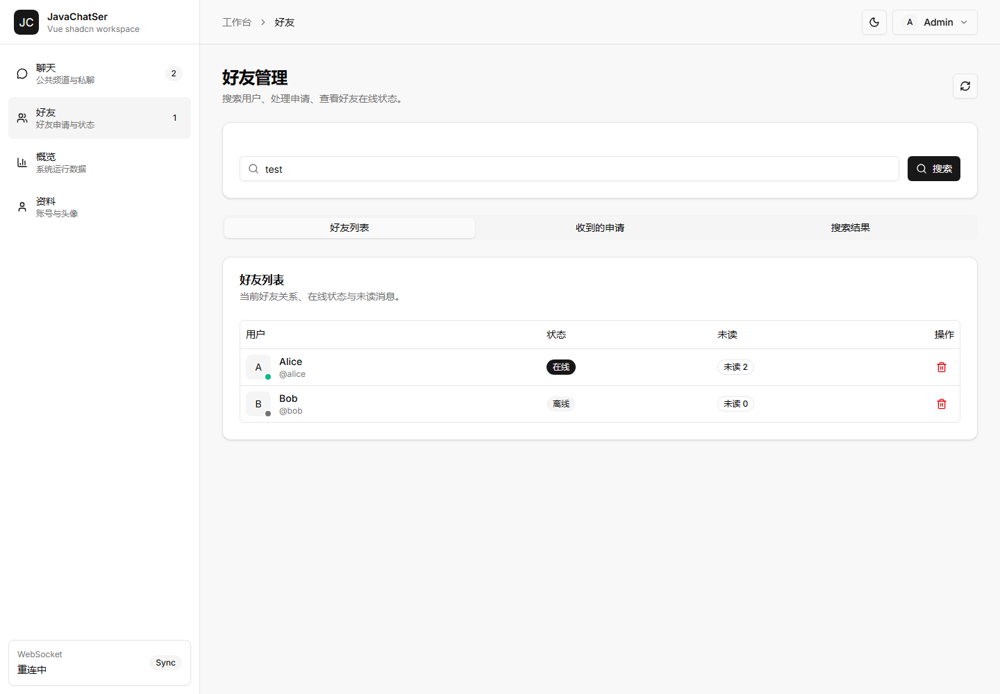 JC
JavaChatSer
Vue shadcn workspace
聊天
公共频道与私聊
2
好友
好友申请与状态
1
概览
系统运行数据
资料
账号与头像
WebSocket
重连中
Sync
工作台
好友
A
Admin
好友管理
搜索用户、处理申请、查看好友在线状态。
test
搜索
好友列表
收到的申请
搜索结果
好友列表
当前好友关系、在线状态与未读消息。
用户 状态 未读 操作
A
Alice
@alice
在线
未读 2
B
Bob
@bob
离线
未读 0